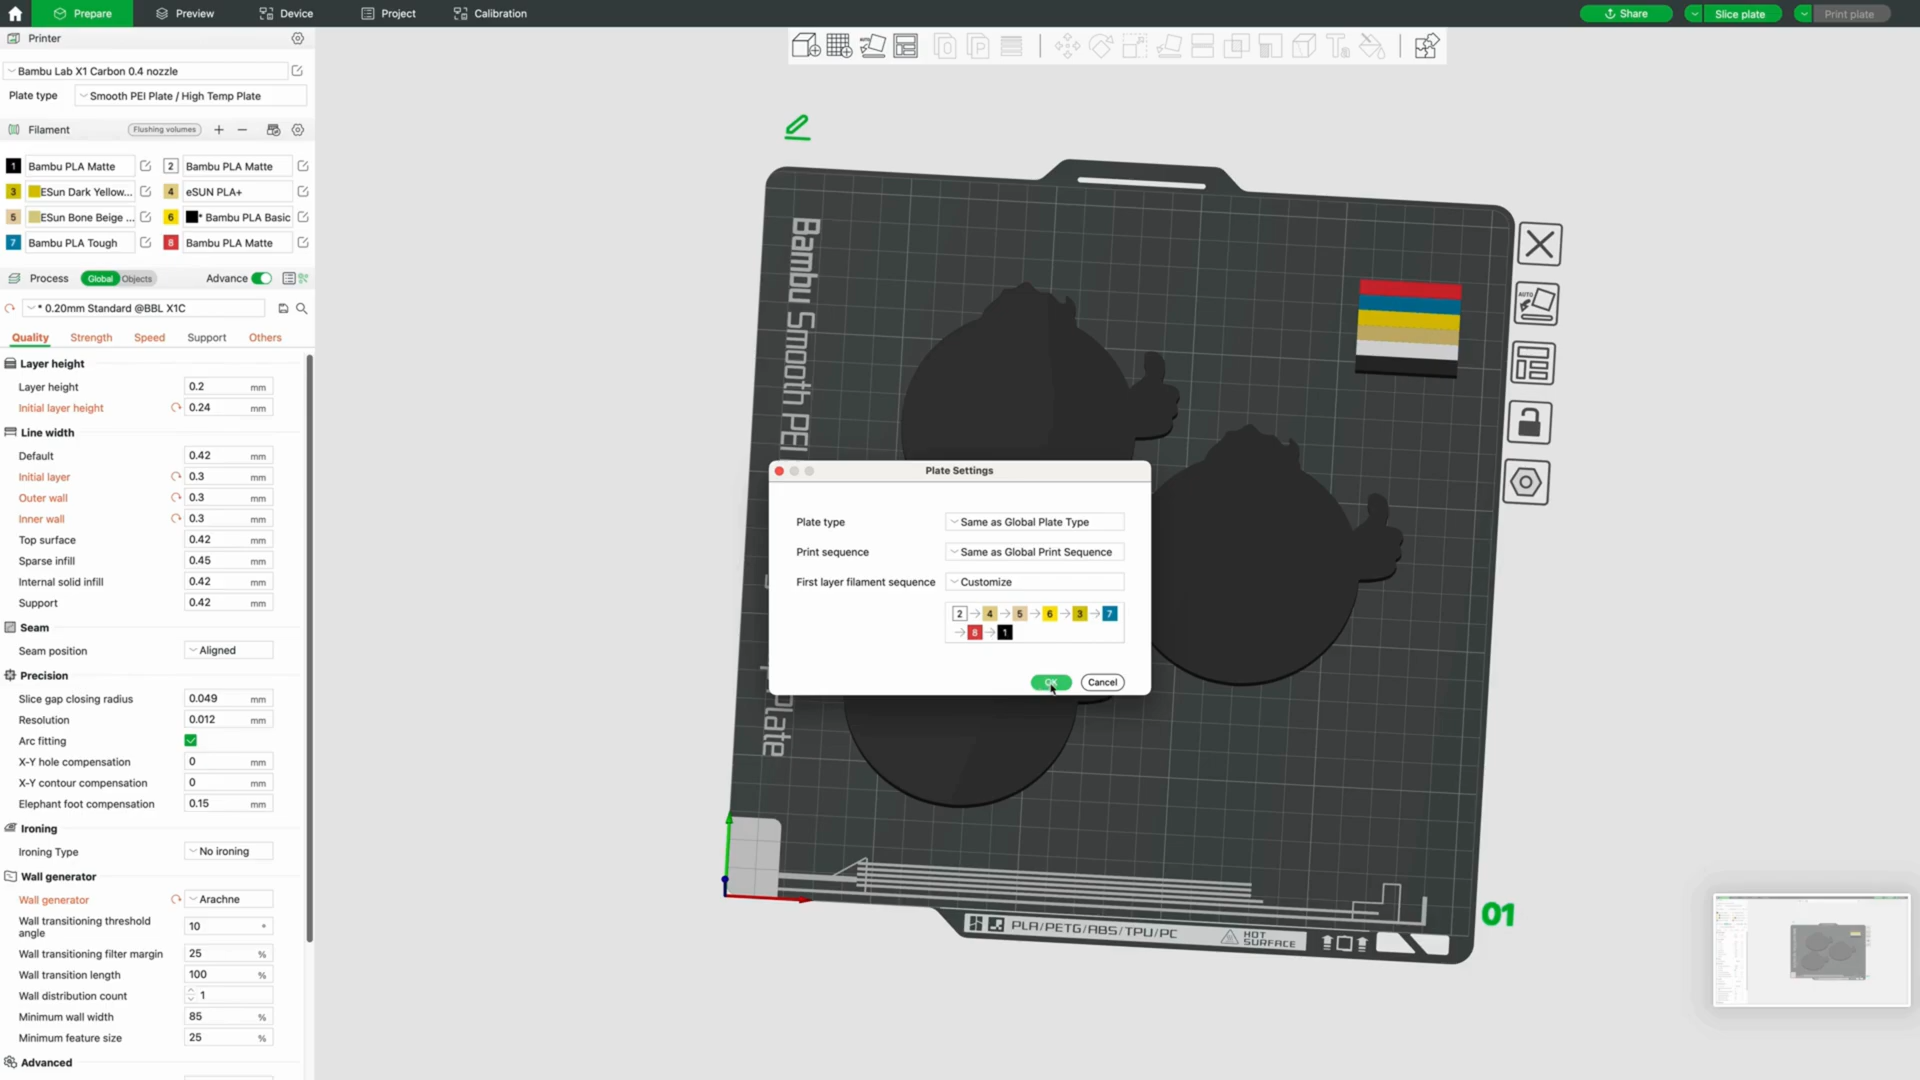 Prepare
Preview
Device
Project
Calibration
Share
Slice plate
Print plate
Printer
Bambu Lab X1 Carbon 0.4 nozzle
Plate type
Smooth PEI Plate / High Temp Plate
Filament
Flushing volumes
1 Bambu PLA Matte
2 Bambu PLA Matte
3 ESun Dark Yellow...
4 eSUN PLA+
5 ESun Bone Beige ...
6 * Bambu PLA Basic
7 Bambu PLA Tough
8 Bambu PLA Matte
Process
Global
Objects
Advance
* 0.20mm Standard @BBL X1C
Quality
Strength
Speed
Support
Others
Layer height
Layer height 0.2 mm
Initial layer height 0.24 mm
Line width
Default 0.42 mm
Initial layer 0.3 mm
Outer wall 0.3 mm
Inner wall 0.3 mm
Top surface 0.42 mm
Sparse infill 0.45 mm
Internal solid infill 0.42 mm
Support 0.42 mm
Seam
Seam position Aligned
Precision
Slice gap closing radius 0.049 mm
Resolution 0.012 mm
Arc fitting
X-Y hole compensation 0 mm
X-Y contour compensation 0 mm
Elephant foot compensation 0.15 mm
Ironing
Ironing Type No ironing
Wall generator
Wall generator Arachne
Wall transitioning threshold
angle 10 °
Wall transitioning filter margin 25 %
Wall transition length 100 %
Wall distribution count 1
Minimum wall width 85 %
Minimum feature size 25 %
Advanced
Bambu Smooth PEI
Plate
AUTO
Plate Settings
Plate type Same as Global Plate Type
Print sequence Same as Global Print Sequence
First layer filament sequence Customize
2 4 5 6 3 7
8 1
OK
Cancel
PLA/PETG/ABS/TPU/PC
HOT
SURFACE
01